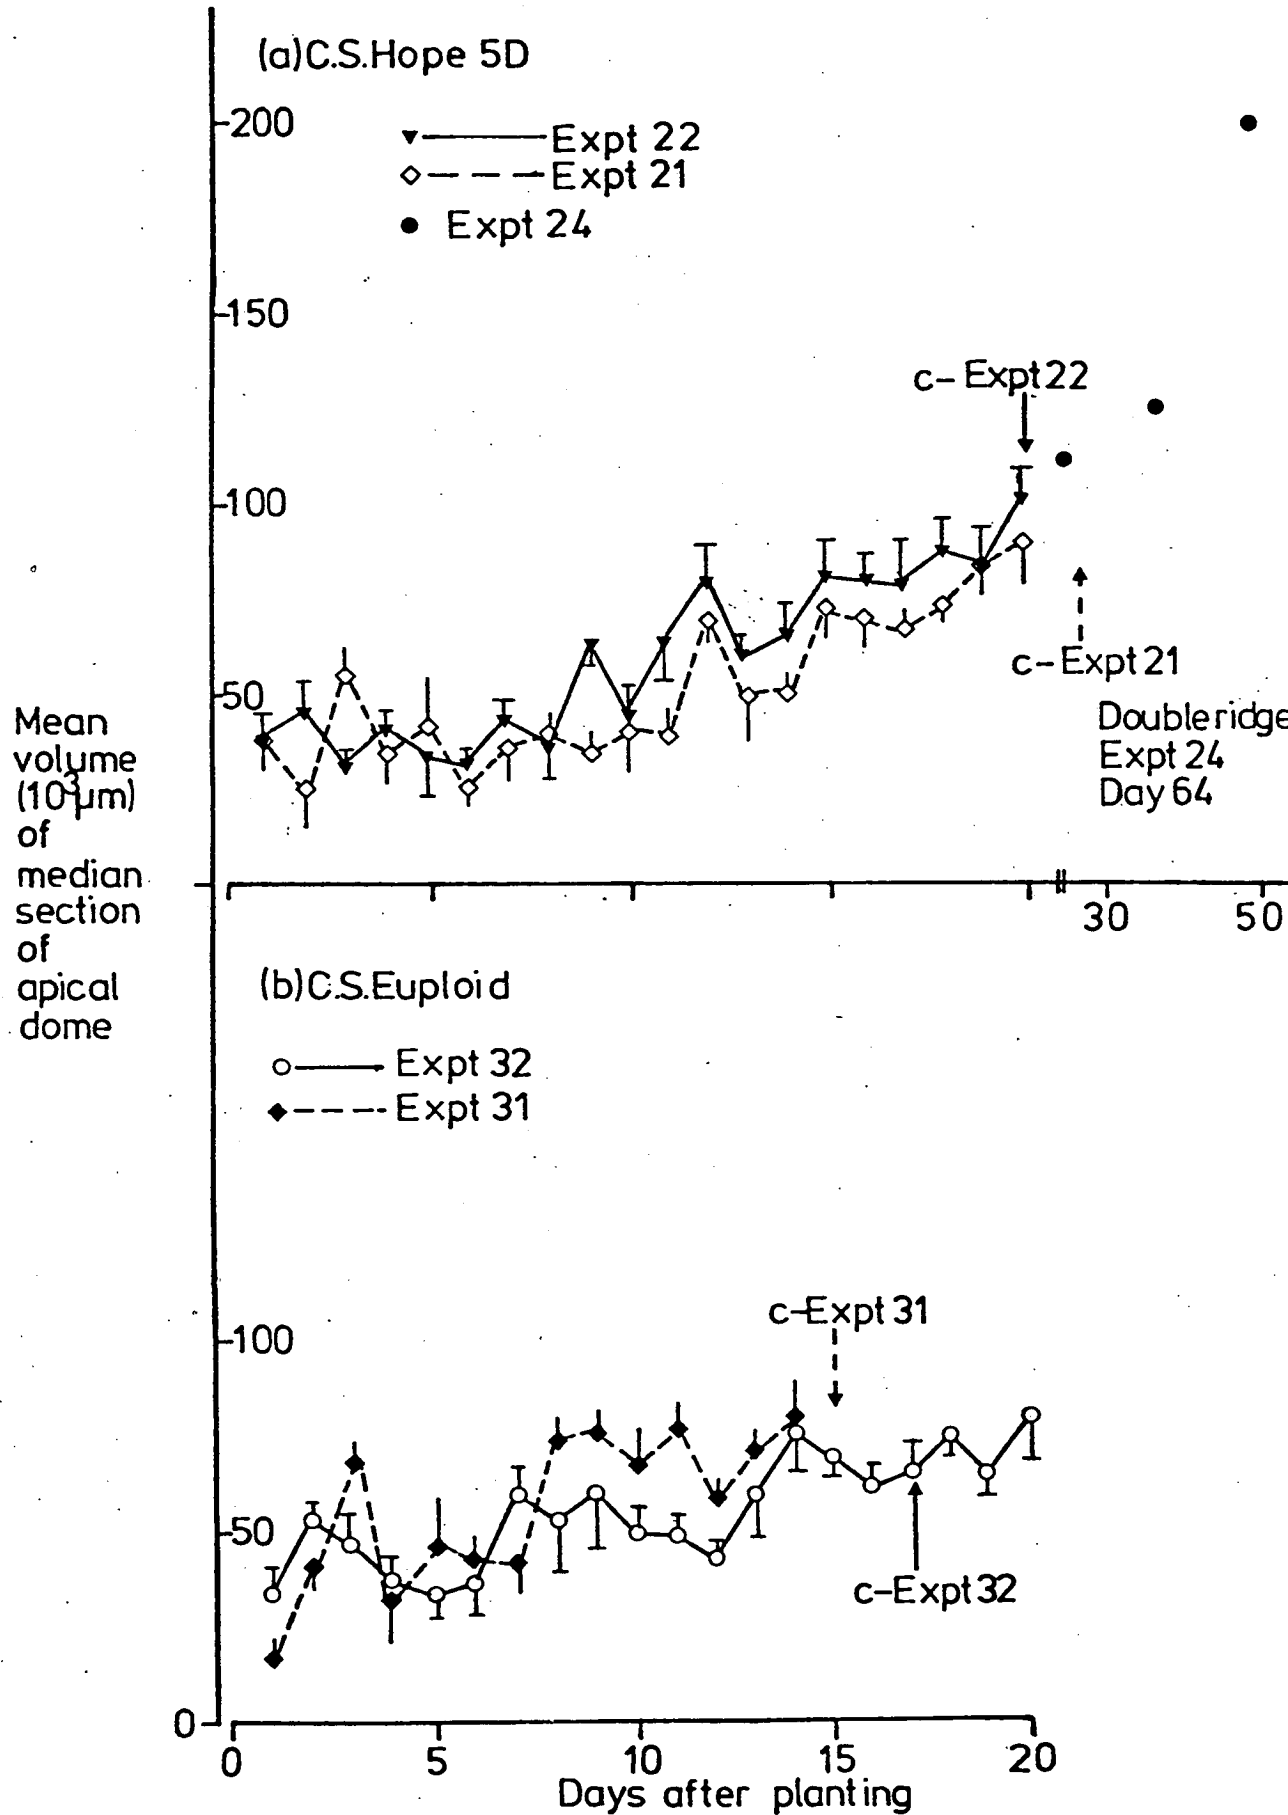 (a)C.S.Hope 5D
200
Expt 22
Expt 21
Expt 24
150
c- Expt22
100
c-Expt21
50
Mean
volume
(10³µm)
of
median
section
of
apical
dome
Doubleridge
Expt 24
Day 64
30
50
(b)C.S.Euploid
Expt 32
Expt 31
c-Expt 31
100
50
c-Expt32
0
0
5
10
15
20
Days after planting